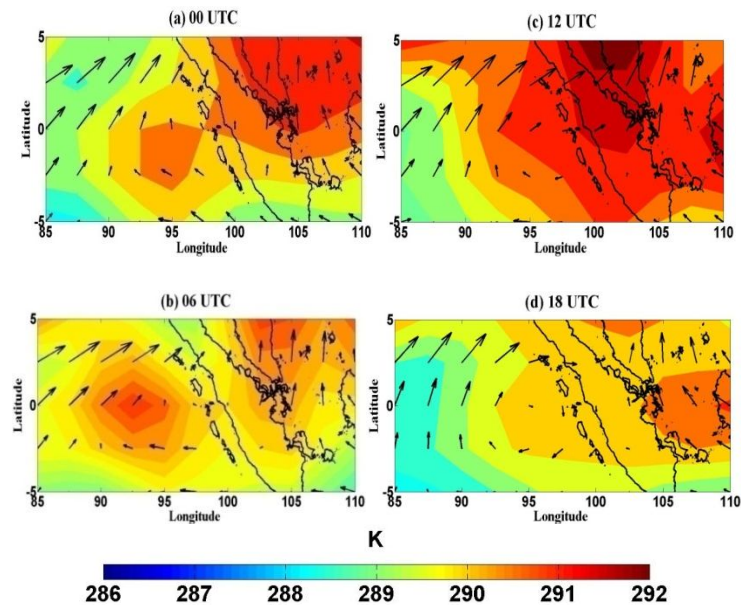 (a) 00 UTC
5
0
-5
Latitude
85 90 95 100 105 110
Longitude
(c) 12 UTC
5
0
-5
Latitude
85 90 95 100 105 110
Longitude
(b) 06 UTC
5
0
-5
Latitude
85 90 95 100 105 110
Longitude
(d) 18 UTC
5
0
-5
Latitude
85 90 95 100 105 110
Longitude
K
286 287 288 289 290 291 292